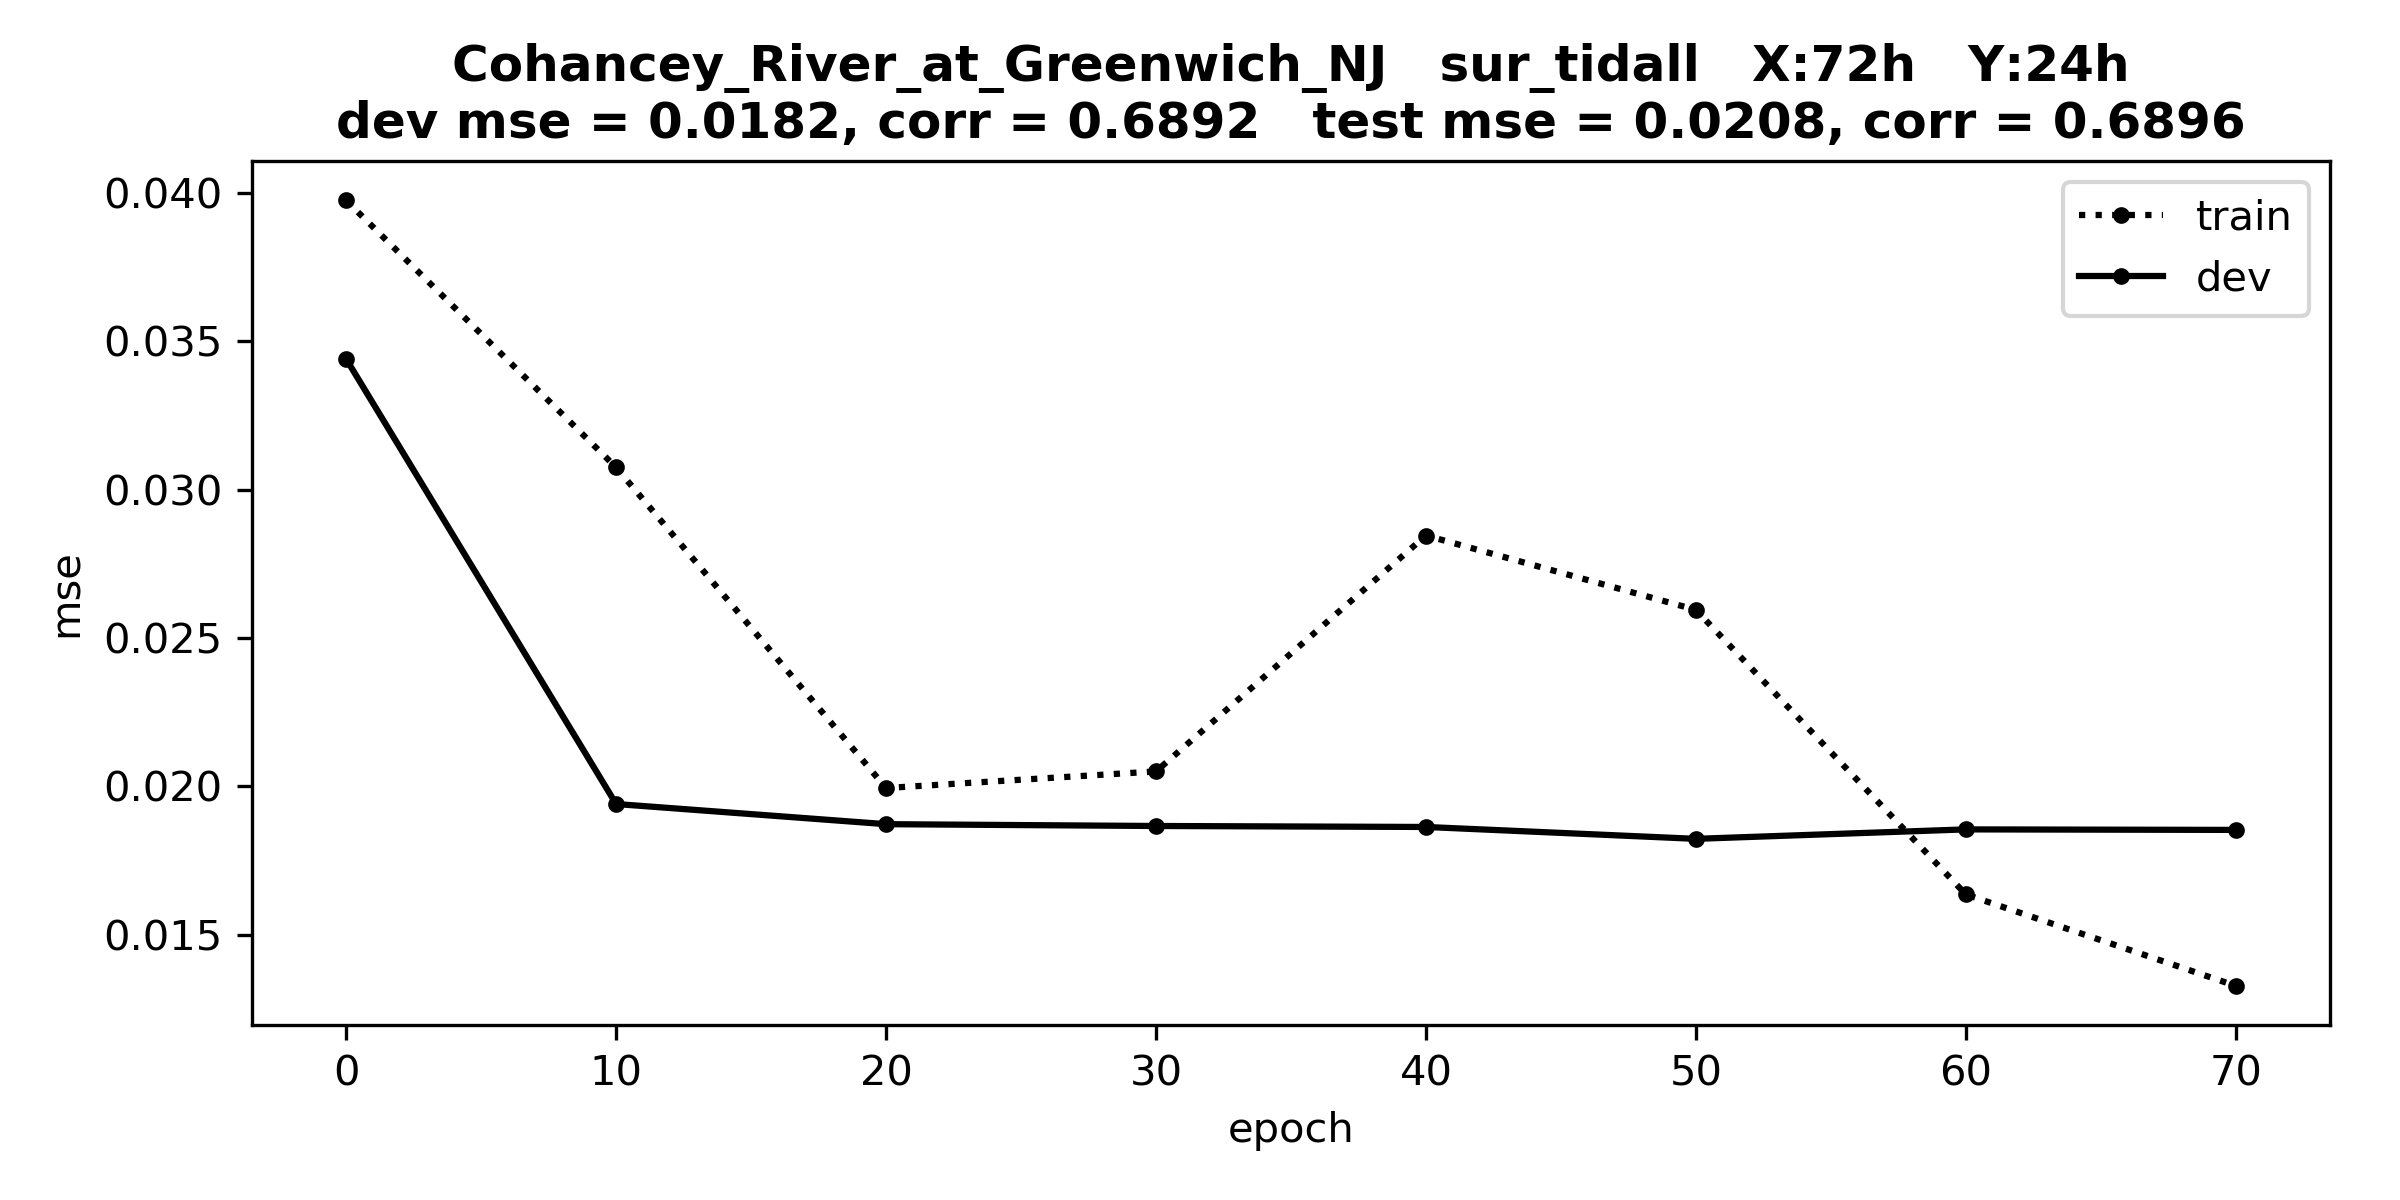 Cohancey_River_at_Greenwich_NJ   sur_tidall   X:72h   Y:24h
dev mse = 0.0182, corr = 0.6892   test mse = 0.0208, corr = 0.6896
train
dev
mse
0.040
0.035
0.030
0.025
0.020
0.015
0 10 20 30 40 50 60 70
epoch